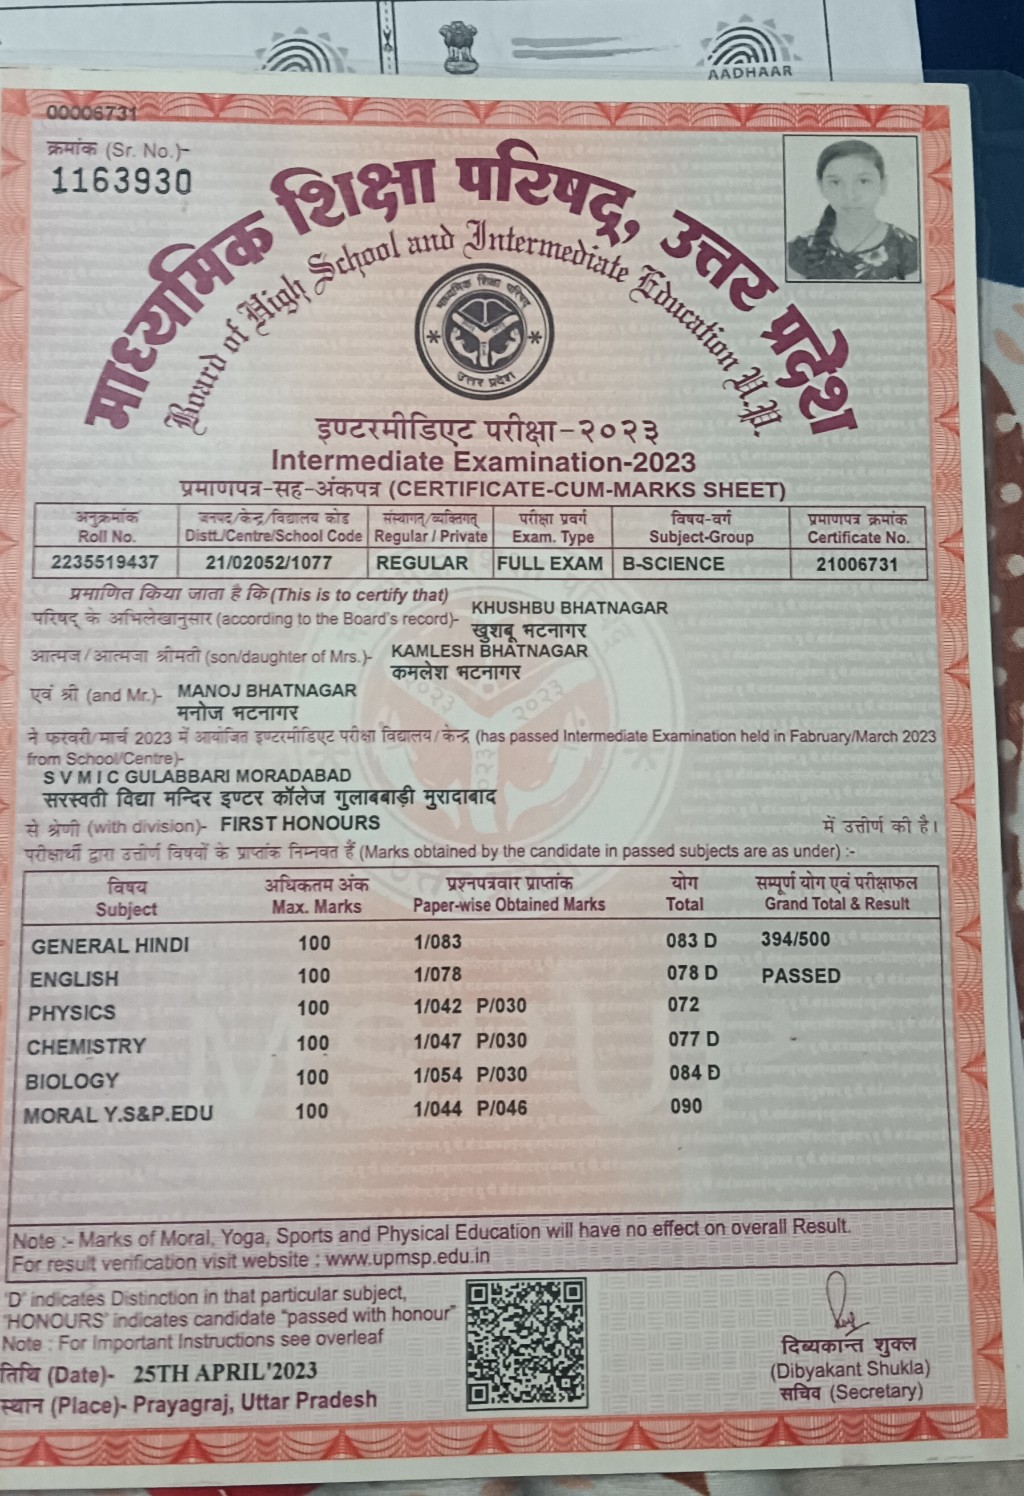 AADHAAR
00006731
क्रमांक (Sr. No.)-
1163930
माध्यमिक शिक्षा परिषद्, उत्तर प्रदेश
Board of High School and Intermediate Education U.P.
माध्यमिक शिक्षा परिषद
उत्तर प्रदेश
इण्टरमीडिएट परीक्षा-२०२३
Intermediate Examination-2023
प्रमाणपत्र-सह-अंकपत्र (CERTIFICATE-CUM-MARKS SHEET)
अनुक्रमांक जनपद/केन्द्र/विद्यालय कोड संस्थागत/व्यक्तिगत परीक्षा प्रवर्ग विषय-वर्ग प्रमाणपत्र क्रमांक
Roll No. Distt./Centre/School Code Regular / Private Exam. Type Subject-Group Certificate No.
2235519437 21/02052/1077 REGULAR FULL EXAM B-SCIENCE 21006731
प्रमाणित किया जाता है कि (This is to certify that)
KHUSHBU BHATNAGAR
परिषद् के अभिलेखानुसार (according to the Board's record)-
खुशबू भटनागर
आत्मज/आत्मजा श्रीमती (son/daughter of Mrs.)- KAMLESH BHATNAGAR
कमलेश भटनागर
एवं श्री (and Mr.)- MANOJ BHATNAGAR
मनोज भटनागर
ने फरवरी/मार्च 2023 में आयोजित इण्टरमीडिएट परीक्षा विद्यालय/केन्द्र (has passed Intermediate Examination held in Fabruary/March 2023
from School/Centre)-
S V M I C GULABBARI MORADABAD
सरस्वती विद्या मन्दिर इण्टर कॉलेज गुलाबबाड़ी मुरादाबाद
से श्रेणी (with division)- FIRST HONOURS में उत्तीर्ण की है।
परीक्षार्थी द्वारा उत्तीर्ण विषयों के प्राप्तांक निम्नवत हैं (Marks obtained by the candidate in passed subjects are as under) :-
विषय अधिकतम अंक प्रश्नपत्रवार प्राप्तांक योग सम्पूर्ण योग एवं परीक्षाफल
Subject Max. Marks Paper-wise Obtained Marks Total Grand Total & Result
GENERAL HINDI 100 1/083 083 D 394/500
ENGLISH 100 1/078 078 D PASSED
PHYSICS 100 1/042 P/030 072
CHEMISTRY 100 1/047 P/030 077 D
BIOLOGY 100 1/054 P/030 084 D
MORAL Y.S&P.EDU 100 1/044 P/046 090
Note :- Marks of Moral, Yoga, Sports and Physical Education will have no effect on overall Result.
For result verification visit website : www.upmsp.edu.in
'D' indicates Distinction in that particular subject,
'HONOURS' indicates candidate "passed with honour"
Note : For Important Instructions see overleaf
तिथि (Date)- 25TH APRIL'2023
स्थान (Place)- Prayagraj, Uttar Pradesh
दिब्यकान्त शुक्ल
(Dibyakant Shukla)
सचिव (Secretary)